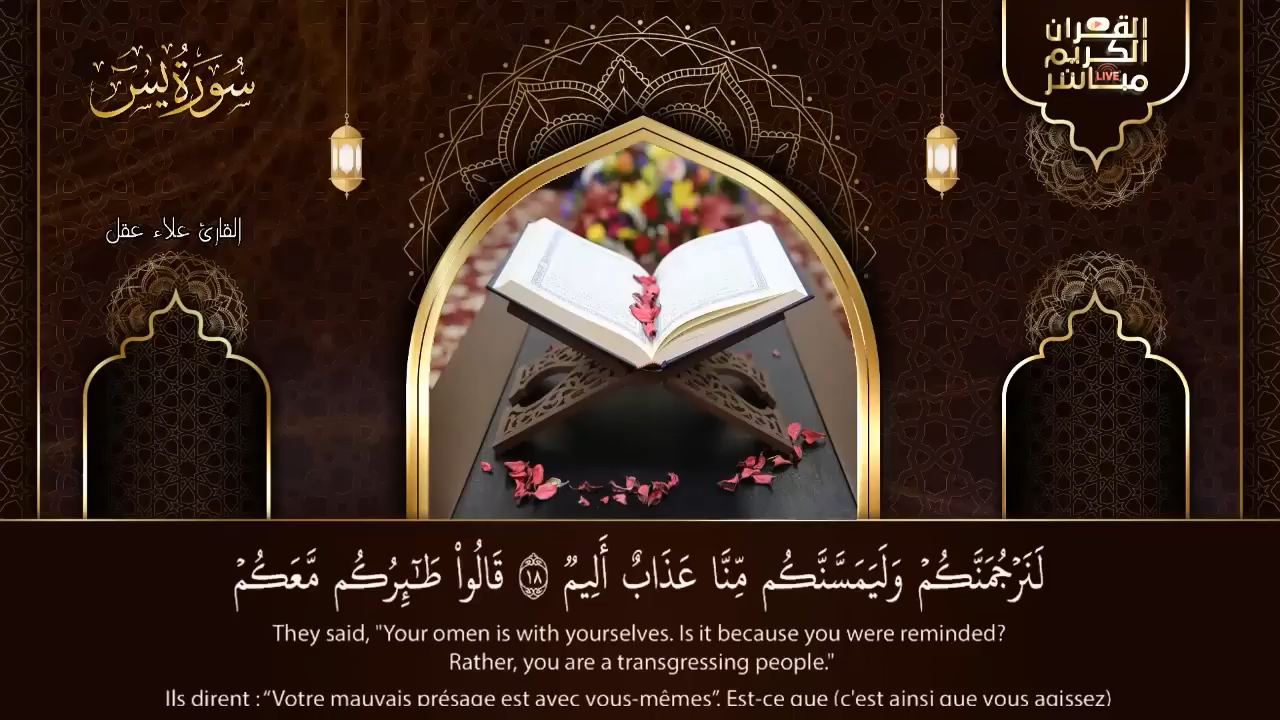 سُورَةُ يس
القرآن
الكريم
مباشر
LIVE
القارئ علاء عقل
لَنَرْجُمَنَّكُمْ وَلَيَمَسَّنَّكُم مِّنَّا عَذَابٌ أَلِيمٌ ١٨ قَالُوا۟ طَـٰٓئِرُكُم مَّعَكُمْ
They said, "Your omen is with yourselves. Is it because you were reminded?
Rather, you are a transgressing people."
Ils dirent : “Votre mauvais présage est avec vous-mêmes”. Est-ce que (c'est ainsi que vous agissez)